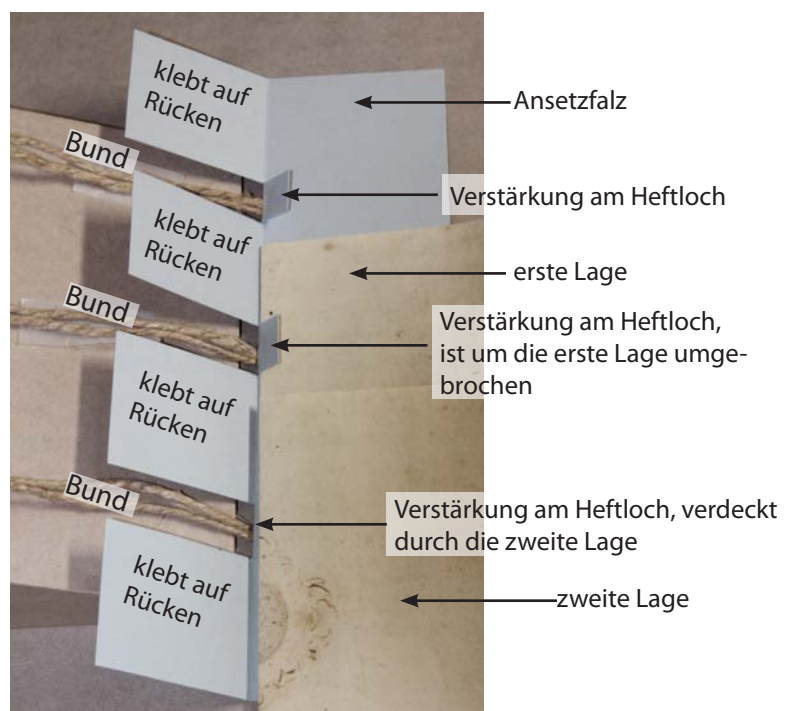 klebt auf
Rücken
Ansetzfalz
Bund
Verstärkung am Heftloch
klebt auf
Rücken
erste Lage
Bund
Verstärkung am Heftloch,
ist um die erste Lage umge-
brochen
klebt auf
Rücken
Bund
Verstärkung am Heftloch, verdeckt
durch die zweite Lage
klebt auf
Rücken
zweite Lage